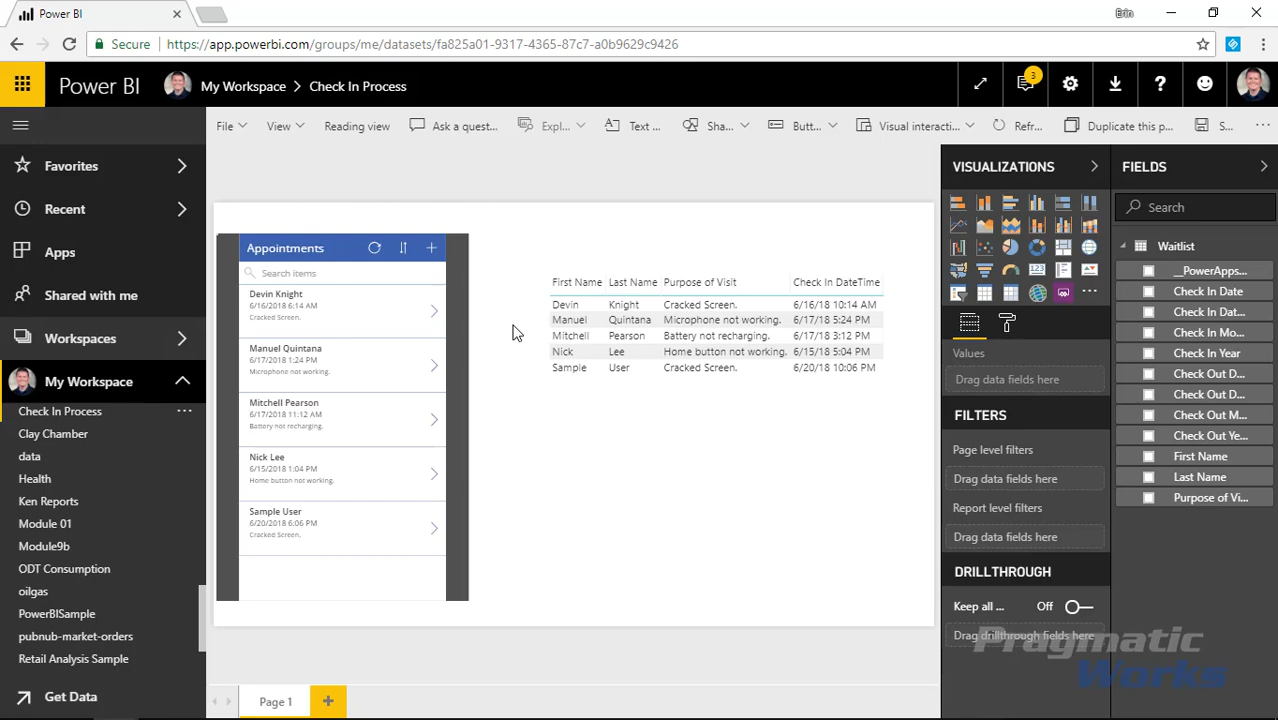 Power BI
Erin
Secure https://app.powerbi.com/groups/me/datasets/fa825a01-9317-4365-87c7-a0b9629c9426
Power BI My Workspace > Check In Process 3
File View Reading view Ask a quest... Expl... Text ... Sha... Butt... Visual interacti... Refr... Duplicate this p... S... ...
Favorites
Recent
Apps
Shared with me
Workspaces
My Workspace
Check In Process ...
Clay Chamber
data
Health
Ken Reports
Module 01
Module9b
ODT Consumption
oilgas
PowerBISample
pubnub-market-orders
Retail Analysis Sample
Get Data
Appointments
Search items
Devin Knight
6/16/2018 6:14 AM
Cracked Screen.
Manuel Quintana
6/17/2018 1:24 PM
Microphone not working.
Mitchell Pearson
6/17/2018 11:12 AM
Battery not recharging.
Nick Lee
6/15/2018 1:04 PM
Home button not working.
Sample User
6/20/2018 6:06 PM
Cracked Screen.
First Name Last Name Purpose of Visit Check In DateTime
Devin Knight Cracked Screen. 6/16/18 10:14 AM
Manuel Quintana Microphone not working. 6/17/18 5:24 PM
Mitchell Pearson Battery not recharging. 6/17/18 3:12 PM
Nick Lee Home button not working. 6/15/18 5:04 PM
Sample User Cracked Screen. 6/20/18 10:06 PM
Page 1
VISUALIZATIONS
Values
Drag data fields here
FILTERS
Page level filters
Drag data fields here
Report level filters
Drag data fields here
DRILLTHROUGH
Keep all ... Off
Drag drillthrough fields here
FIELDS
Search
Waitlist
__PowerApps...
Check In Date
Check In Dat...
Check In Mo...
Check In Year
Check Out D...
Check Out D...
Check Out M...
Check Out Ye...
First Name
Last Name
Purpose of Vi...
Pragmatic
Works